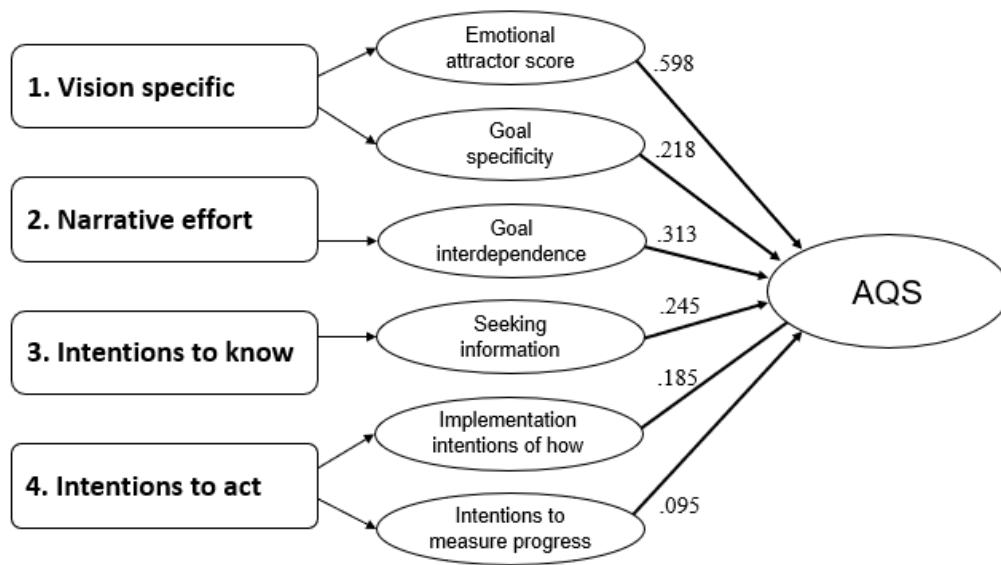 1. Vision specific
2. Narrative effort
3. Intentions to know
4. Intentions to act
Emotional
attractor score
Goal
specificity
Goal
interdependence
Seeking
information
Implementation
intentions of how
Intentions to
measure progress
.598
.218
.313
.245
.185
.095
AQS